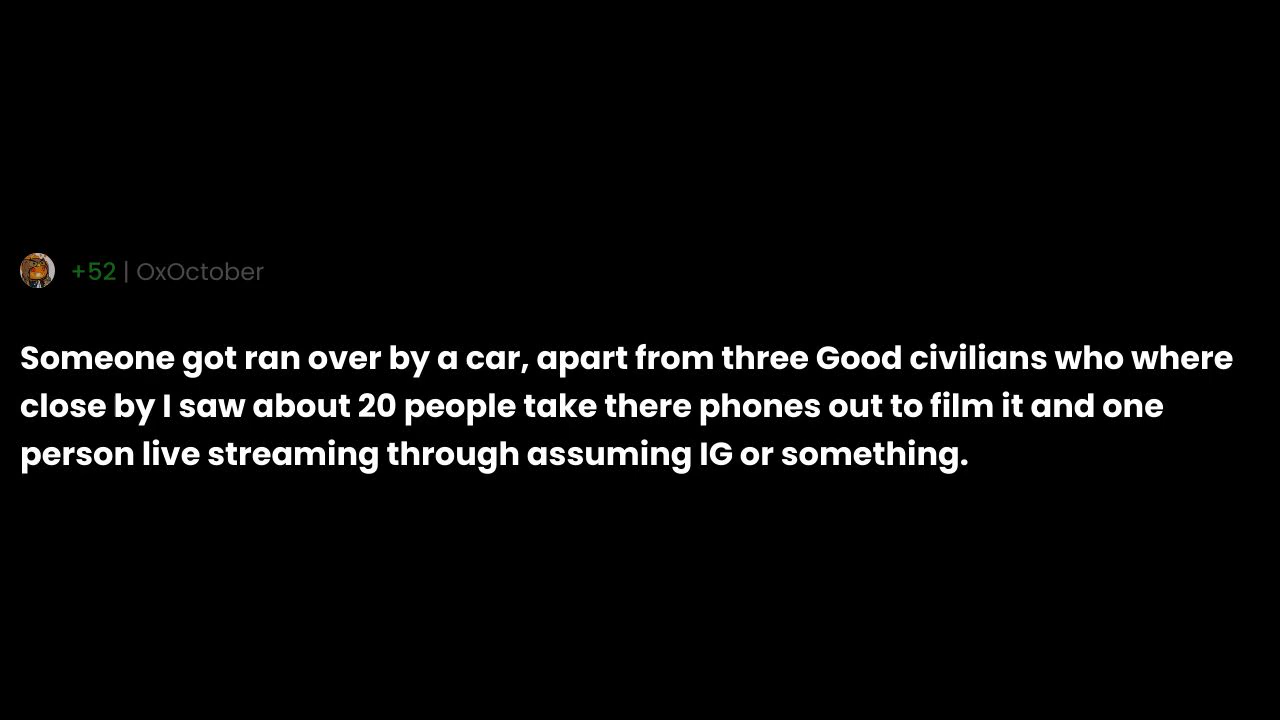 +52 | OxOctober
Someone got ran over by a car, apart from three Good civilians who where
close by I saw about 20 people take there phones out to film it and one
person live streaming through assuming IG or something.